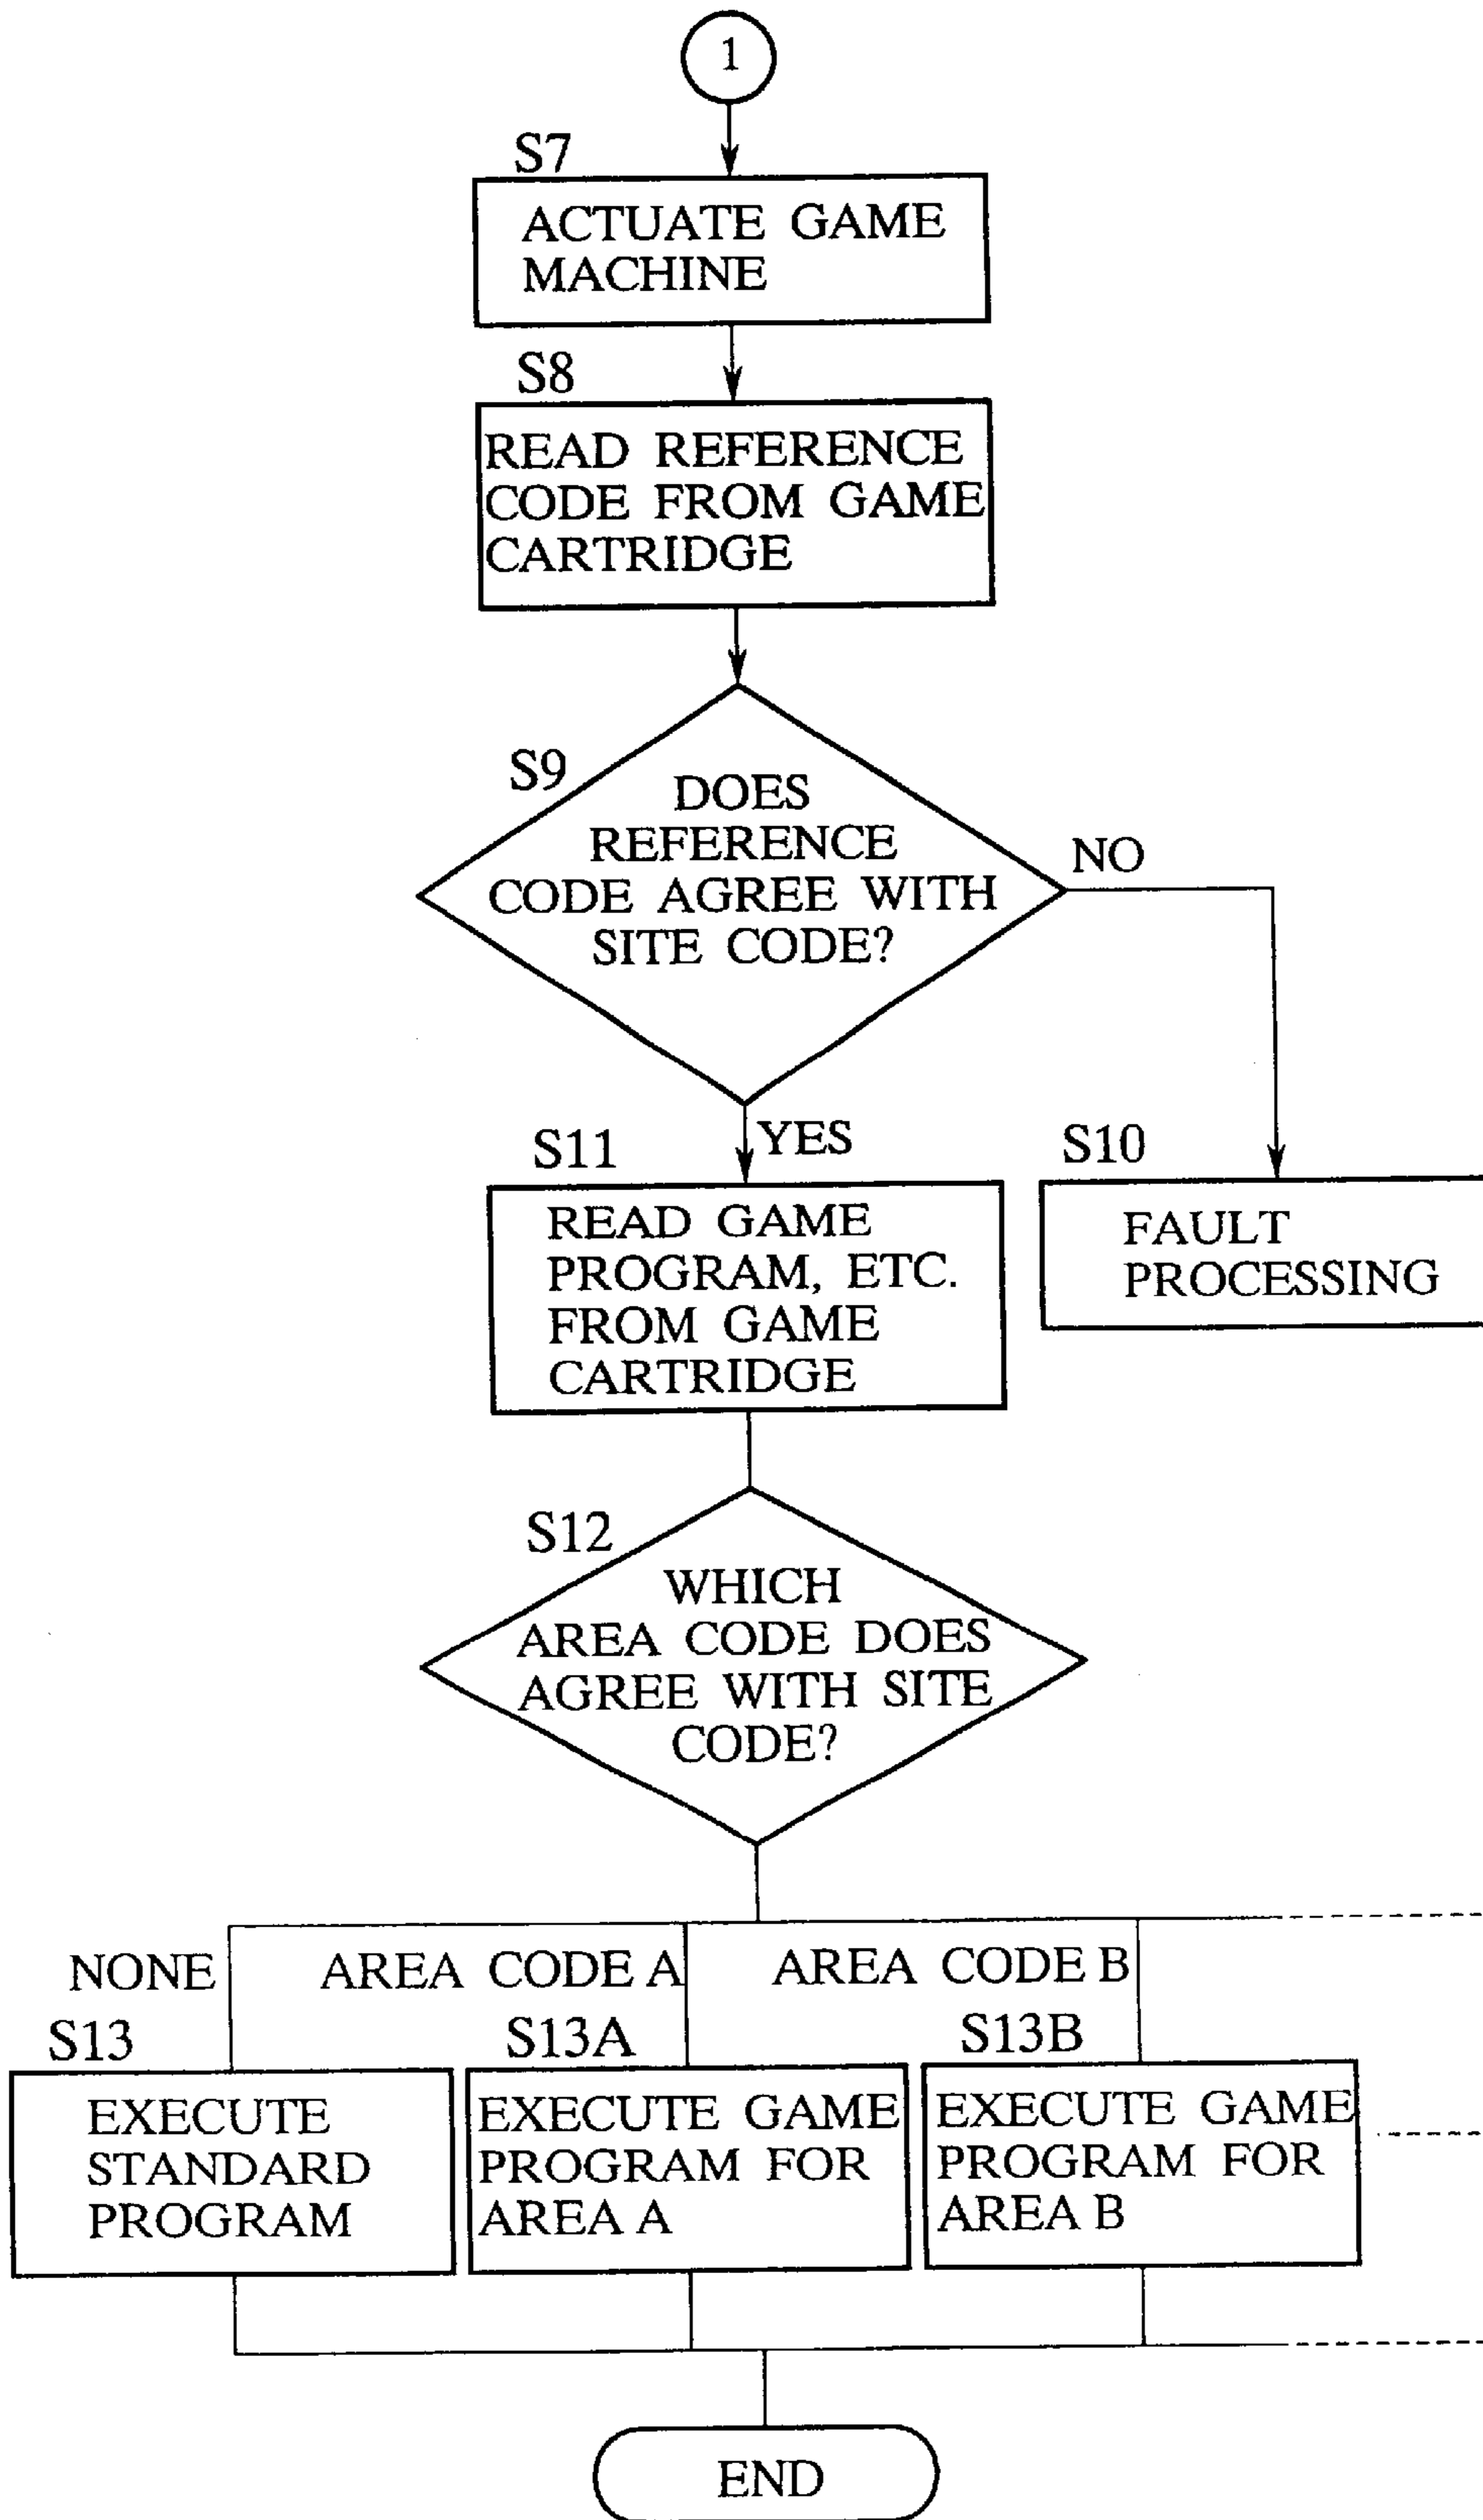 1
S7
ACTUATE GAME
MACHINE
S8
READ REFERENCE
CODE FROM GAME
CARTRIDGE
S9
DOES
REFERENCE
CODE AGREE WITH
SITE CODE?
NO
YES
S11
READ GAME
PROGRAM, ETC.
FROM GAME
CARTRIDGE
S10
FAULT
PROCESSING
S12
WHICH
AREA CODE DOES
AGREE WITH SITE
CODE?
NONE
AREA CODE A
AREA CODE B
S13
EXECUTE
STANDARD
PROGRAM
S13A
EXECUTE GAME
PROGRAM FOR
AREA A
S13B
EXECUTE GAME
PROGRAM FOR
AREA B
END